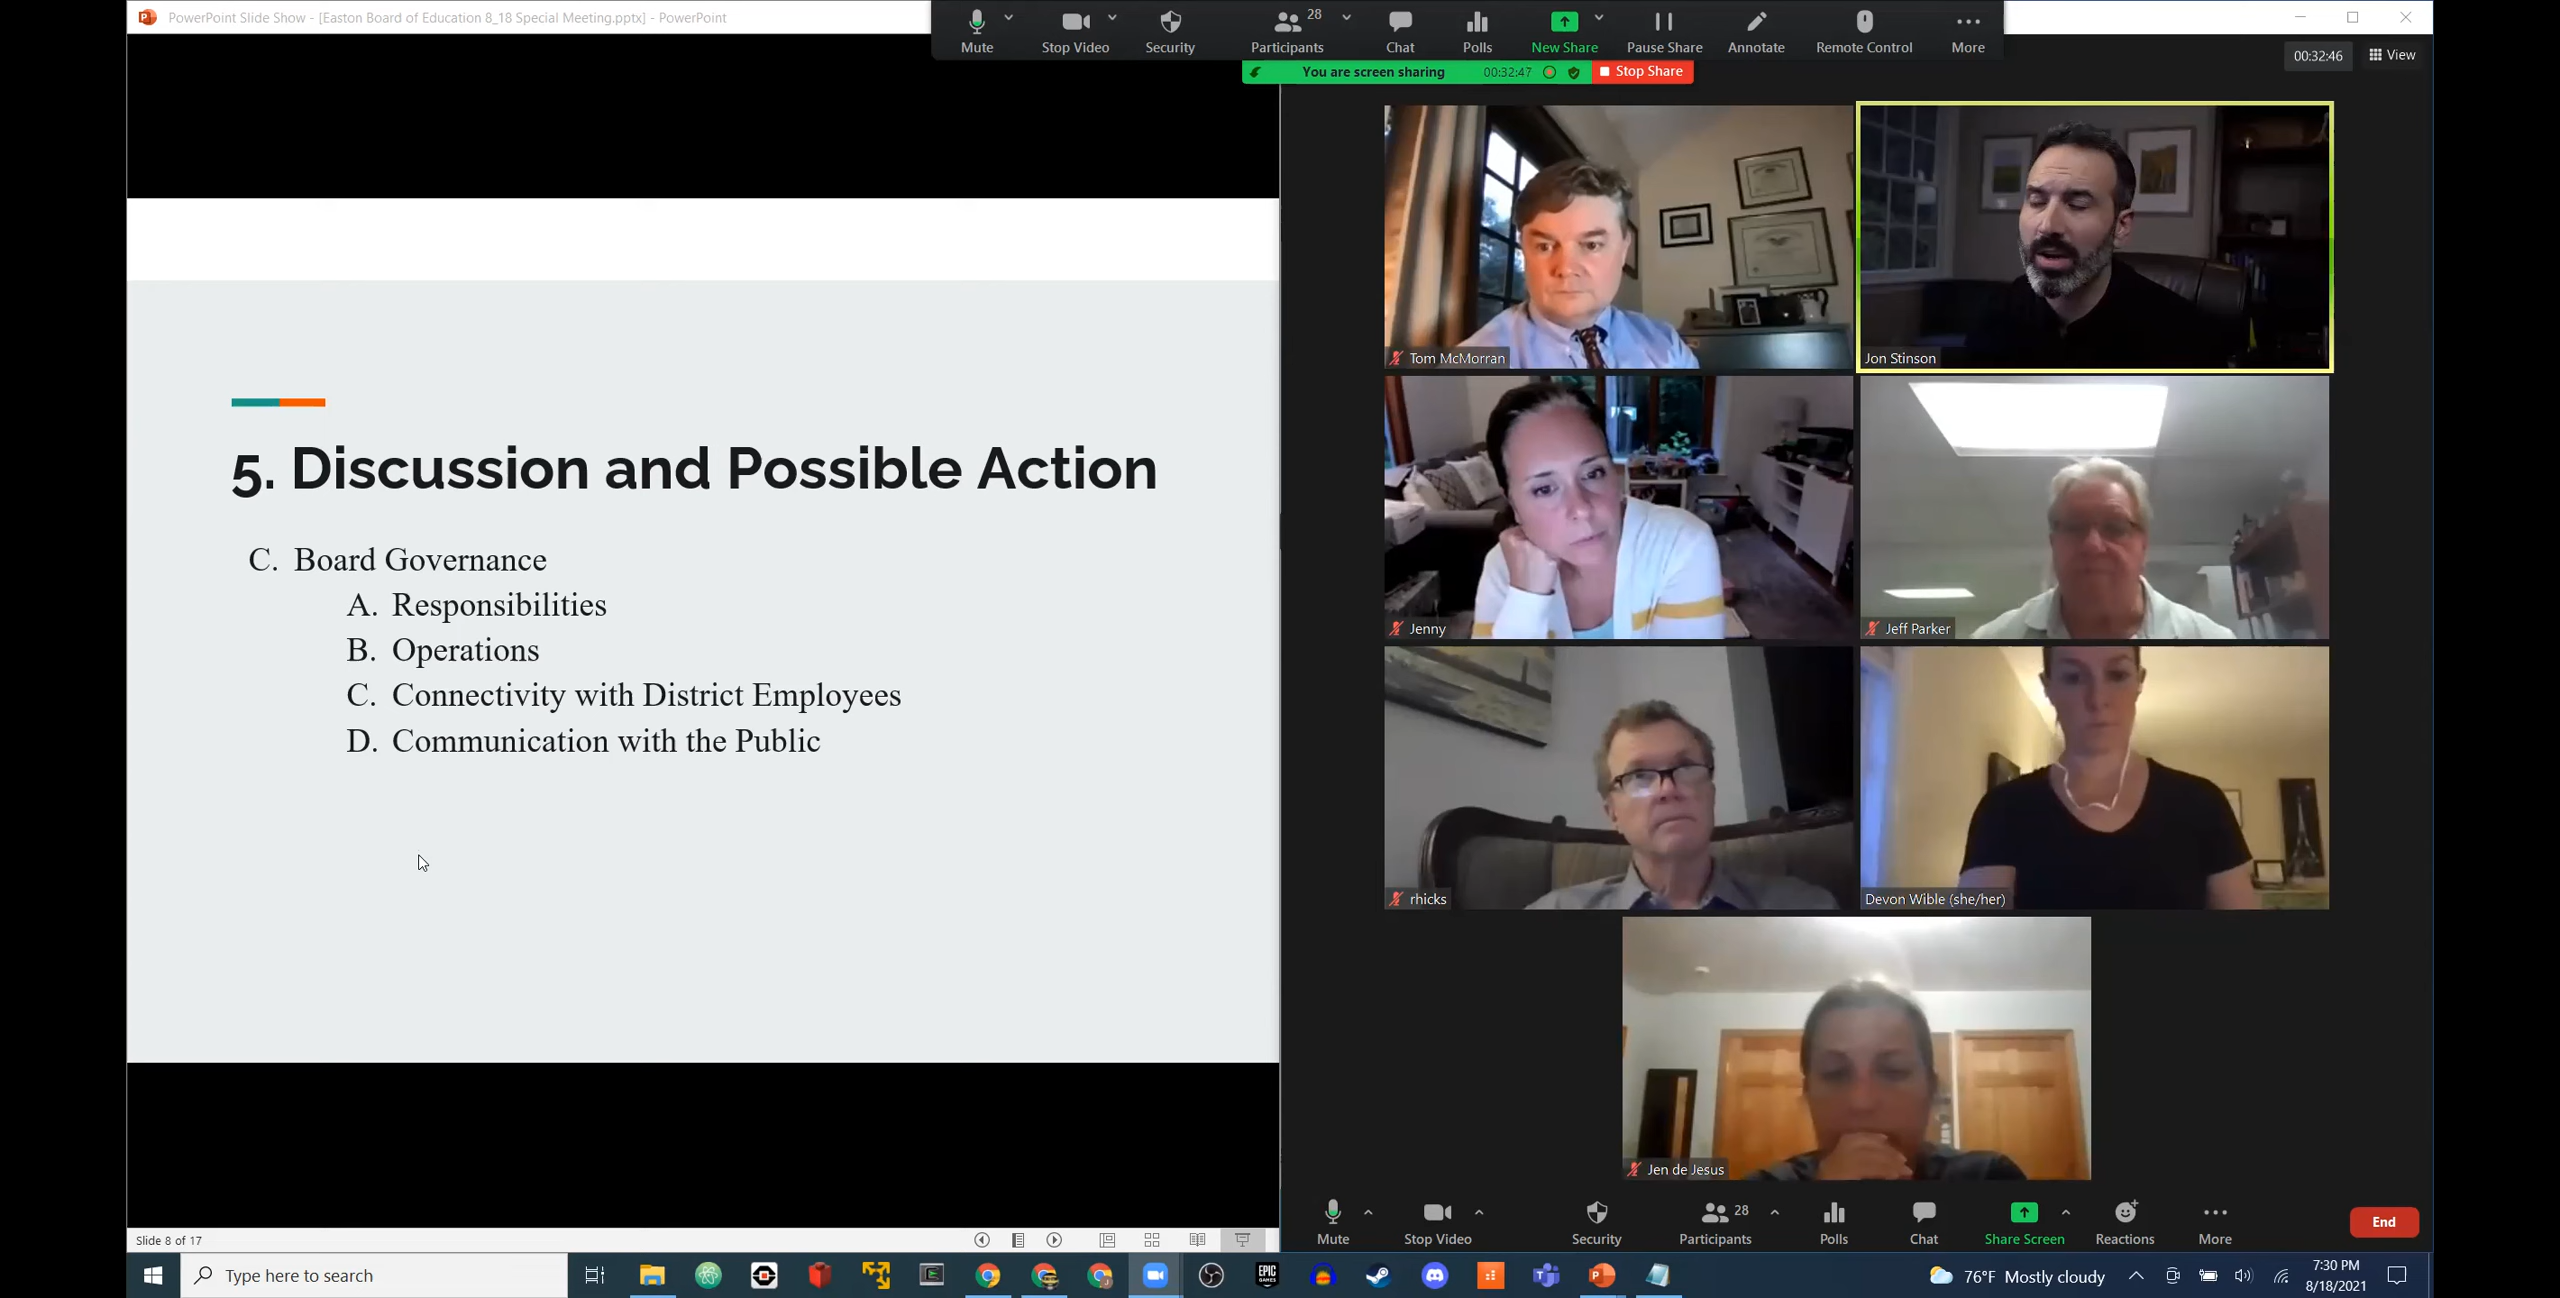 PowerPoint Slide Show - [Easton Board of Education 8_18 Special Meeting.pptx] - PowerPoint
Mute
Stop Video
Security
28
Participants
Chat
Polls
New Share
Pause Share
Annotate
Remote Control
More
You are screen sharing
00:32:47
Stop Share
00:32:46
View
5. Discussion and Possible Action
C. Board Governance
A. Responsibilities
B. Operations
C. Connectivity with District Employees
D. Communication with the Public
Tom McMorran
Jon Stinson
Jenny
Jeff Parker
rhicks
Devon Wible (she/her)
Jen de Jesus
Mute
Stop Video
Security
28
Participants
Polls
Chat
Share Screen
Reactions
More
End
Slide 8 of 17
Type here to search
EPIC
GAMES
76°F Mostly cloudy
7:30 PM
8/18/2021